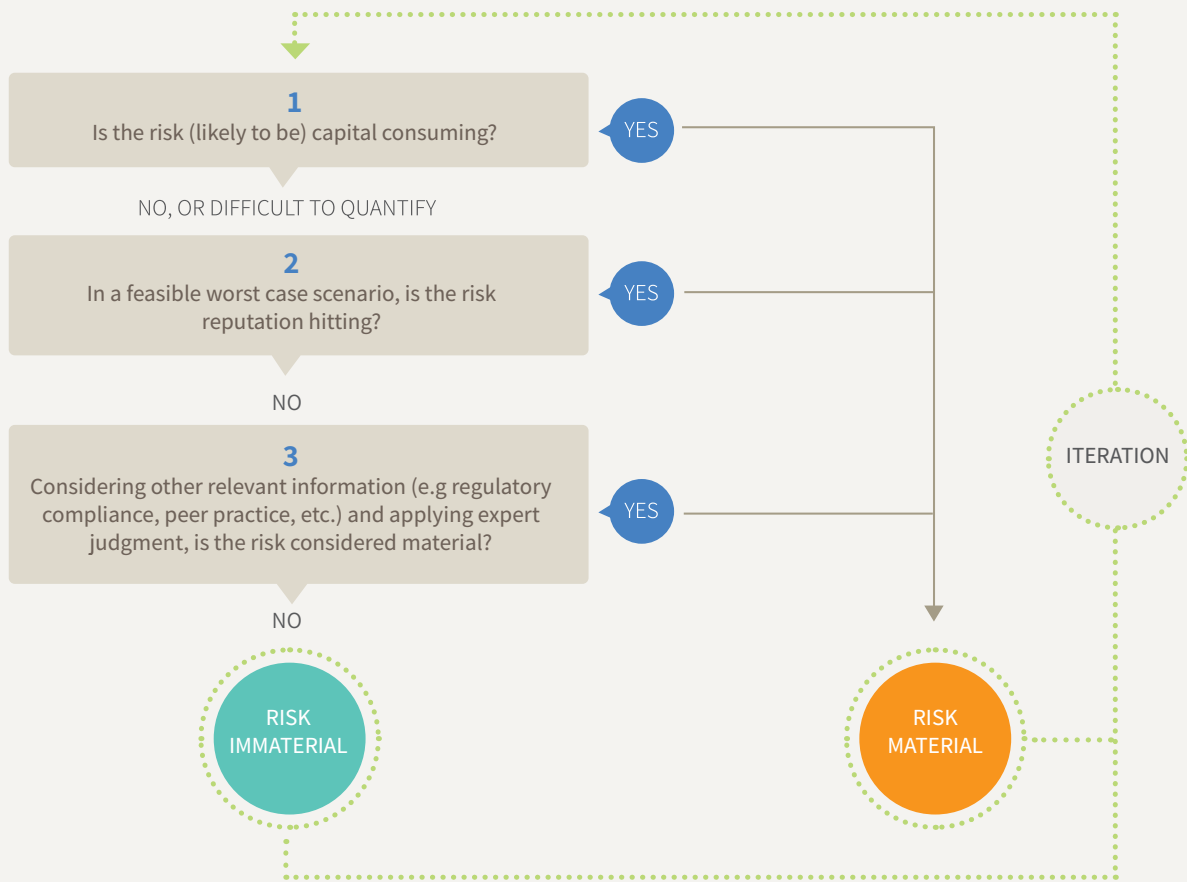 1
Is the risk (likely to be) capital consuming?
YES
NO, OR DIFFICULT TO QUANTIFY
2
In a feasible worst case scenario, is the risk
reputation hitting?
YES
NO
3
Considering other relevant information (e.g regulatory
compliance, peer practice, etc.) and applying expert
judgment, is the risk considered material?
YES
ITERATION
NO
RISK
IMMATERIAL
RISK
MATERIAL